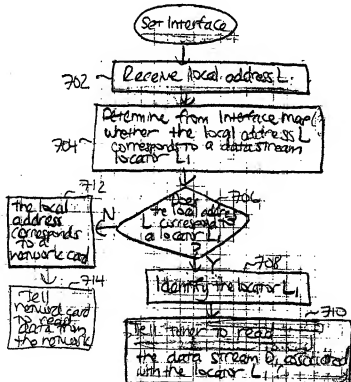 Set Interface
702
Receive local address L.
704
Determine from Interface map
whether the local address L
corresponds to a data stream
locator L1
706
Does
the local address
L correspond to
a locator L1
?
N
Y
712
the local
address
corresponds
to a
network card
714
Tell
network card
to read
data from
the network
708
Identify the locator L1
710
Tell tuner to read
the data stream D1 associated
with the locator L1